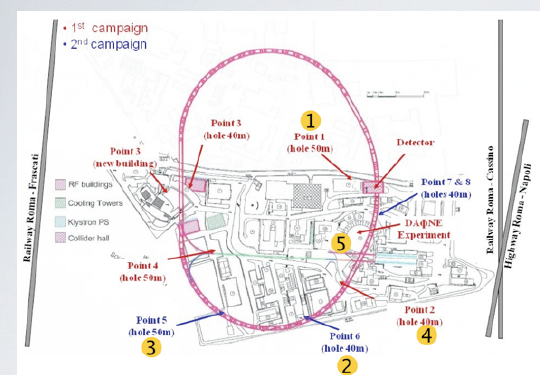 • 1st campaign
• 2nd campaign
1
Point 3
(hole 40m)
Point 1
(hole 50m)
Detector
Point 3
(new building)
Point 7 & 8
(holes 40m)
RF buildings
Cooting Towers
Klystron PS
Collider hall
DAΦNE
Experiment
5
Point 4
(hole 50m)
Point 5
(hole 50m)
3
Point 6
(hole 40m)
2
Point 2
(hole 40m)
4
Railway Roma - Frascati
Railway Roma - Cassino
Highway Roma - Napoli